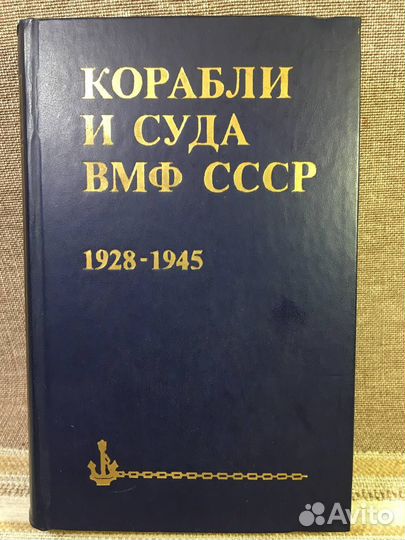 КОРАБЛИ
И СУДА
ВМФ СССР
1928-1945
Avito